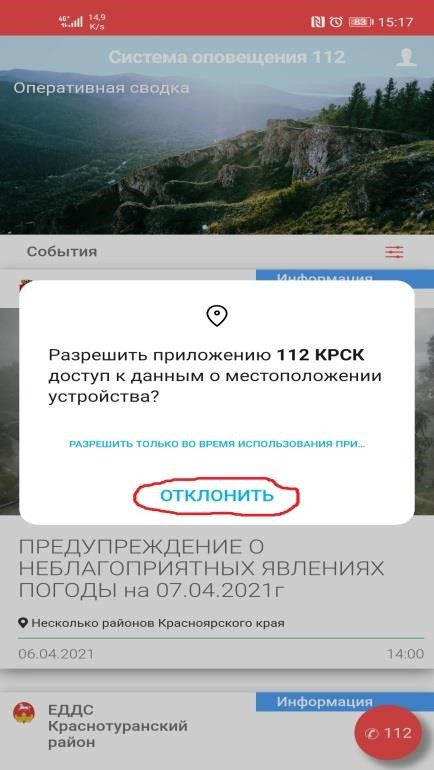 4G 14,9
K/s
83 15:17
Система оповещения 112
Оперативная сводка
События
Информация
Разрешить приложению 112 КРСК
доступ к данным о местоположении
устройства?
РАЗРЕШИТЬ ТОЛЬКО ВО ВРЕМЯ ИСПОЛЬЗОВАНИЯ ПРИ...
ОТКЛОНИТЬ
ПРЕДУПРЕЖДЕНИЕ О
НЕБЛАГОПРИЯТНЫХ ЯВЛЕНИЯХ
ПОГОДЫ на 07.04.2021г
Несколько районов Красноярского края
06.04.2021 14:00
Информация
ЕДДС
Краснотуранский
район
112